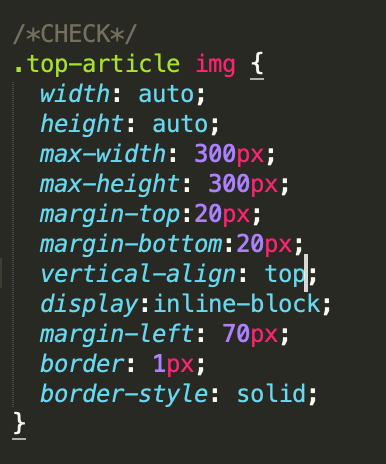 /*CHECK*/
.top-article img {
  width: auto;
  height: auto;
  max-width: 300px;
  max-height: 300px;
  margin-top:20px;
  margin-bottom:20px;
  vertical-align: top;
  display:inline-block;
  margin-left: 70px;
  border: 1px;
  border-style: solid;
}